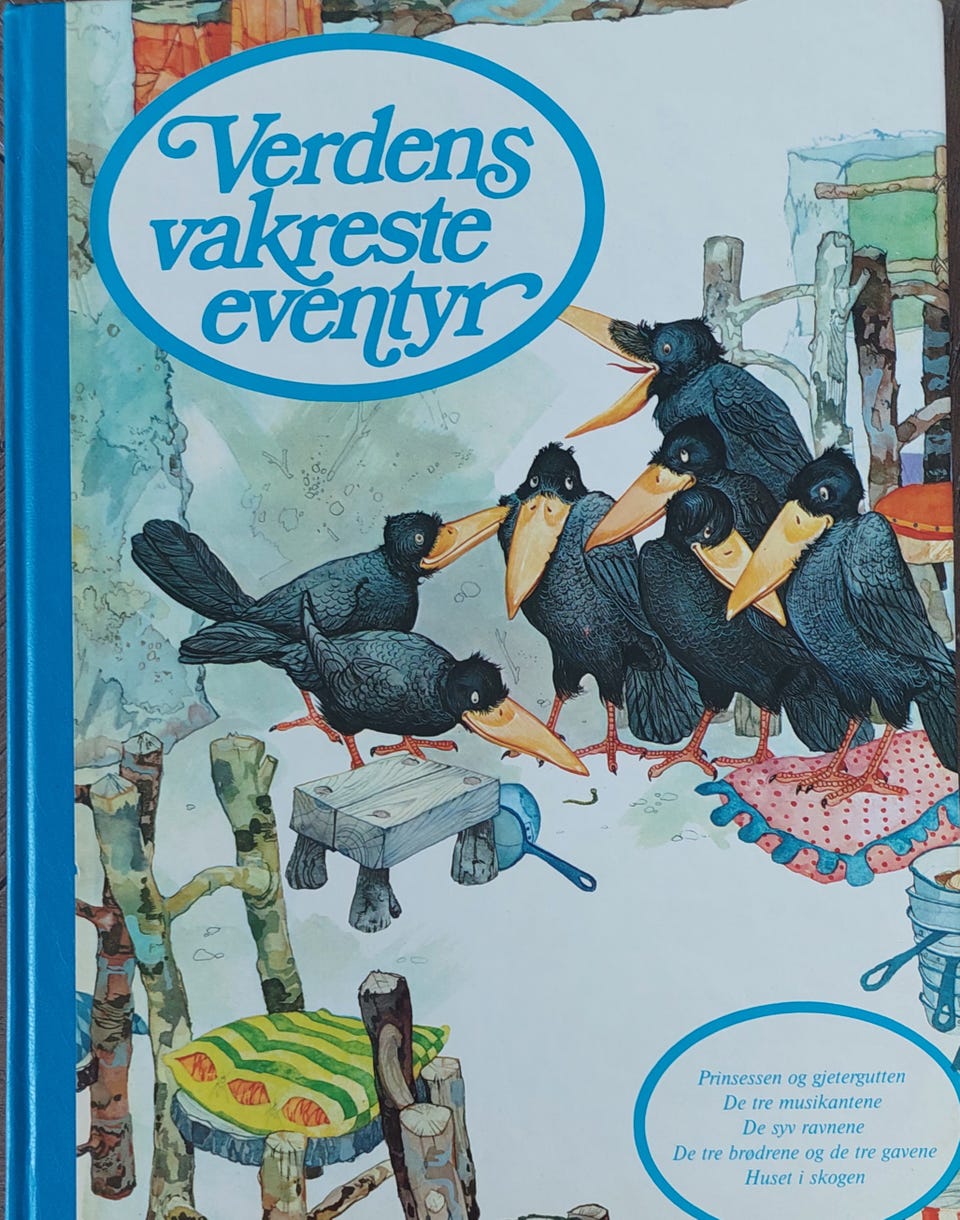 Verdens
vakreste
eventyr
Prinsessen og gjetergutten
De tre musikantene
De syv ravnene
De tre brødrene og de tre gavene
Huset i skogen